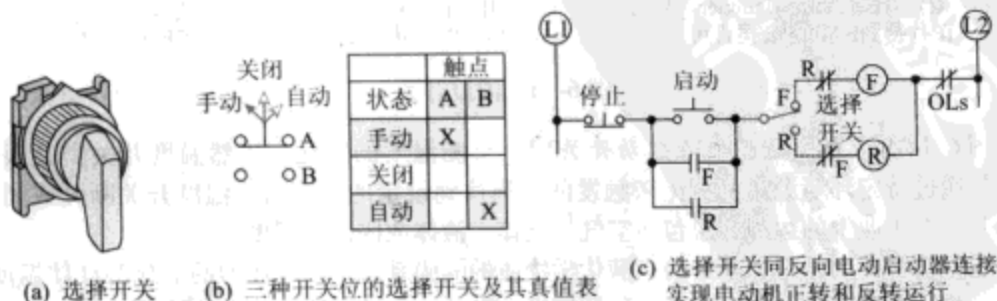 关闭
手动 自动
A
B
触点
状态 A B
手动 X
关闭
自动 X
L1
L2
停止
启动
F
R
F
R
R
F
选择
开关
F
R
OLs
(a) 选择开关
(b) 三种开关位的选择开关及其真值表
(c) 选择开关同反向电动启动器连接
实现电动机正转和反转运行